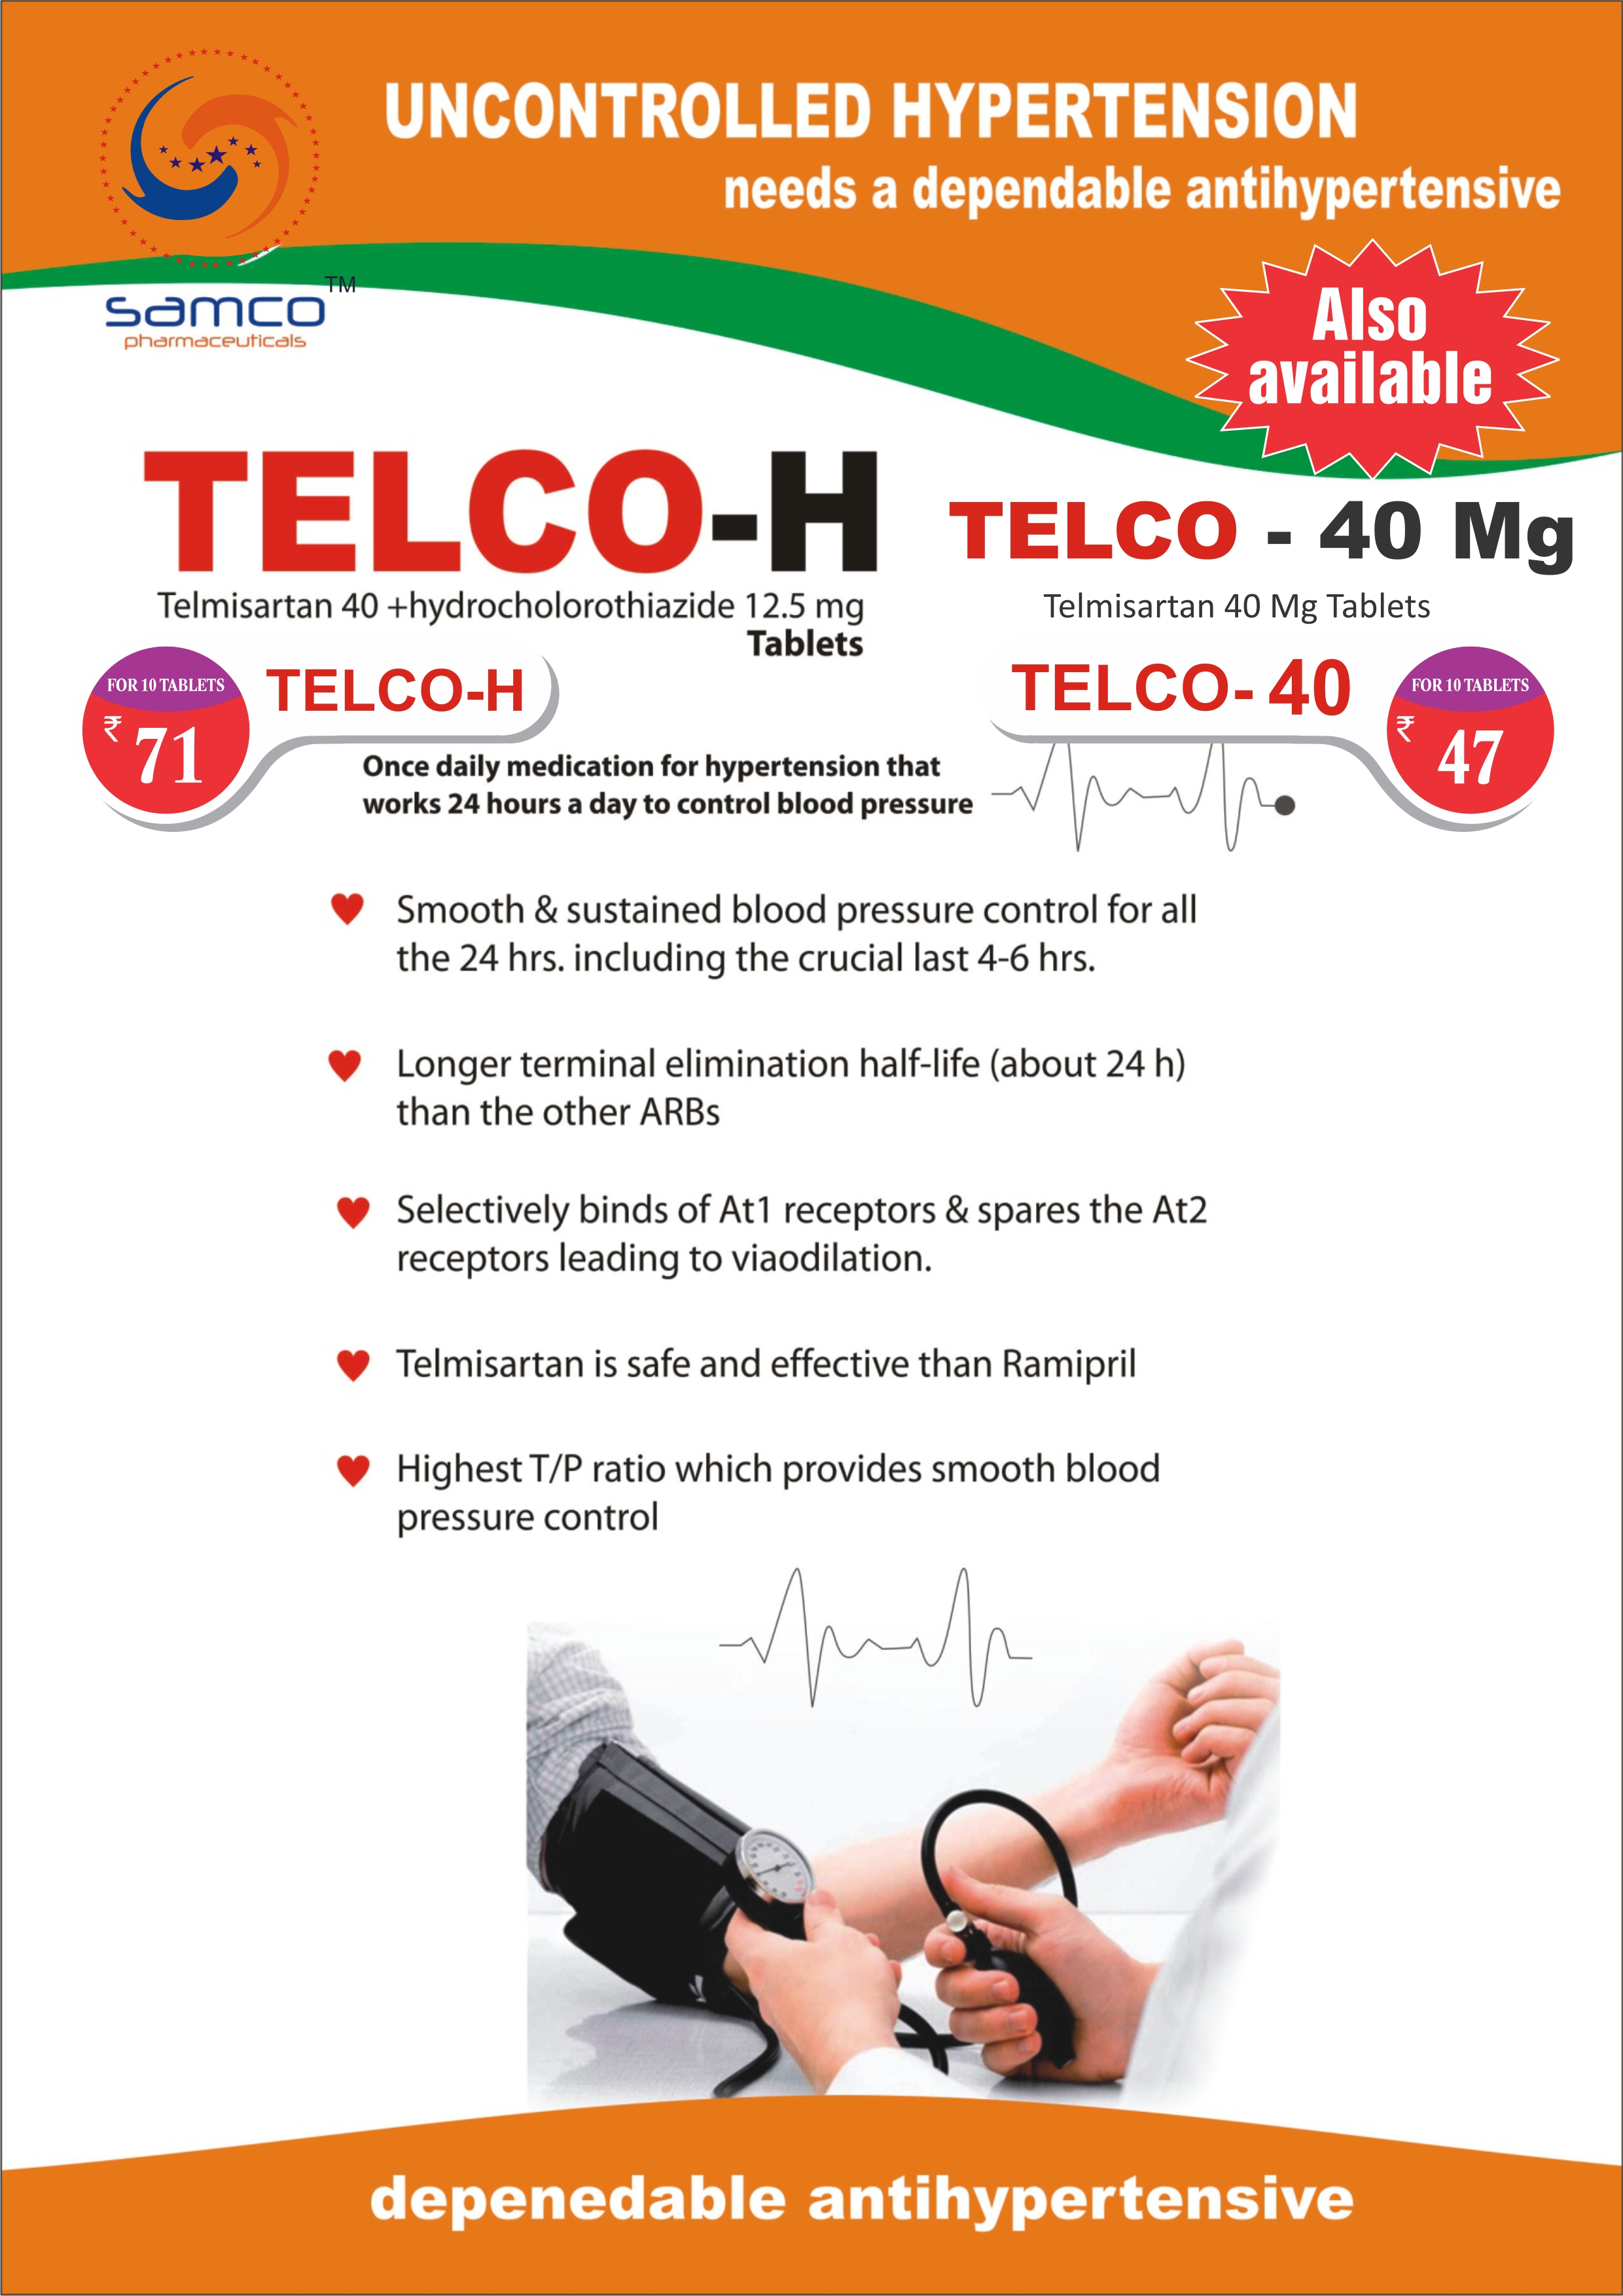 UNCONTROLLED HYPERTENSION
needs a dependable antihypertensive
TM
samco
pharmaceuticals
Also
available
TELCO-H
Telmisartan 40 +hydrocholorothiazide 12.5 mg
Tablets
TELCO - 40 Mg
Telmisartan 40 Mg Tablets
FOR 10 TABLETS
₹ 71
TELCO-H
TELCO- 40
FOR 10 TABLETS
₹ 47
Once daily medication for hypertension that
works 24 hours a day to control blood pressure
Smooth & sustained blood pressure control for all
the 24 hrs. including the crucial last 4-6 hrs.
Longer terminal elimination half-life (about 24 h)
than the other ARBs
Selectively binds of At1 receptors & spares the At2
receptors leading to viaodilation.
Telmisartan is safe and effective than Ramipril
Highest T/P ratio which provides smooth blood
pressure control
depenedable antihypertensive